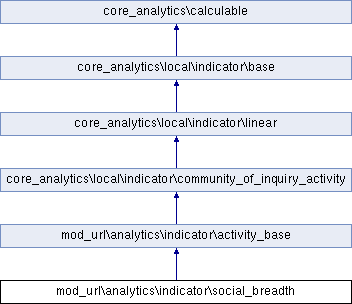 core_analytics\calculable
core_analytics\local\indicator\base
core_analytics\local\indicator\linear
core_analytics\local\indicator\community_of_inquiry_activity
mod_url\analytics\indicator\activity_base
mod_url\analytics\indicator\social_breadth